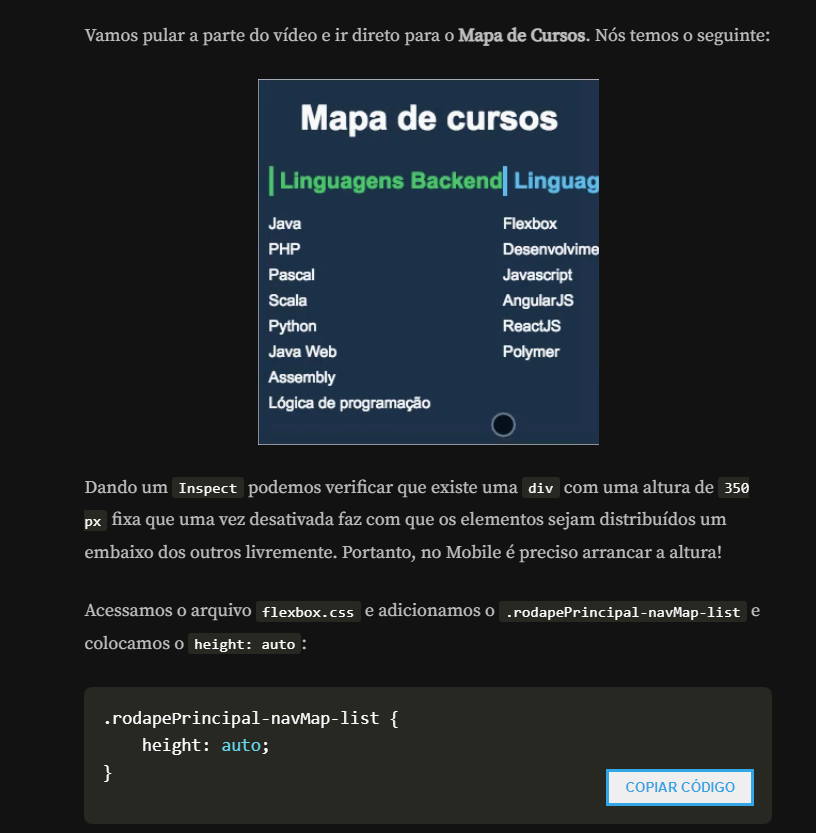 Vamos pular a parte do vídeo e ir direto para o Mapa de Cursos. Nós temos o seguinte:
Mapa de cursos
Linguagens Backend
Java
PHP
Pascal
Scala
Python
Java Web
Assembly
Lógica de programação
Linguag
Flexbox
Desenvolvime
Javascript
AngularJS
ReactJS
Polymer
Dando um Inspect podemos verificar que existe uma div com uma altura de 350
px fixa que uma vez desativada faz com que os elementos sejam distribuídos um
embaixo dos outros livremente. Portanto, no Mobile é preciso arrancar a altura!
Acessamos o arquivo flexbox.css e adicionamos o .rodapePrincipal-navMap-list e
colocamos o height: auto :
.rodapePrincipal-navMap-list {
    height: auto;
}
COPIAR CÓDIGO